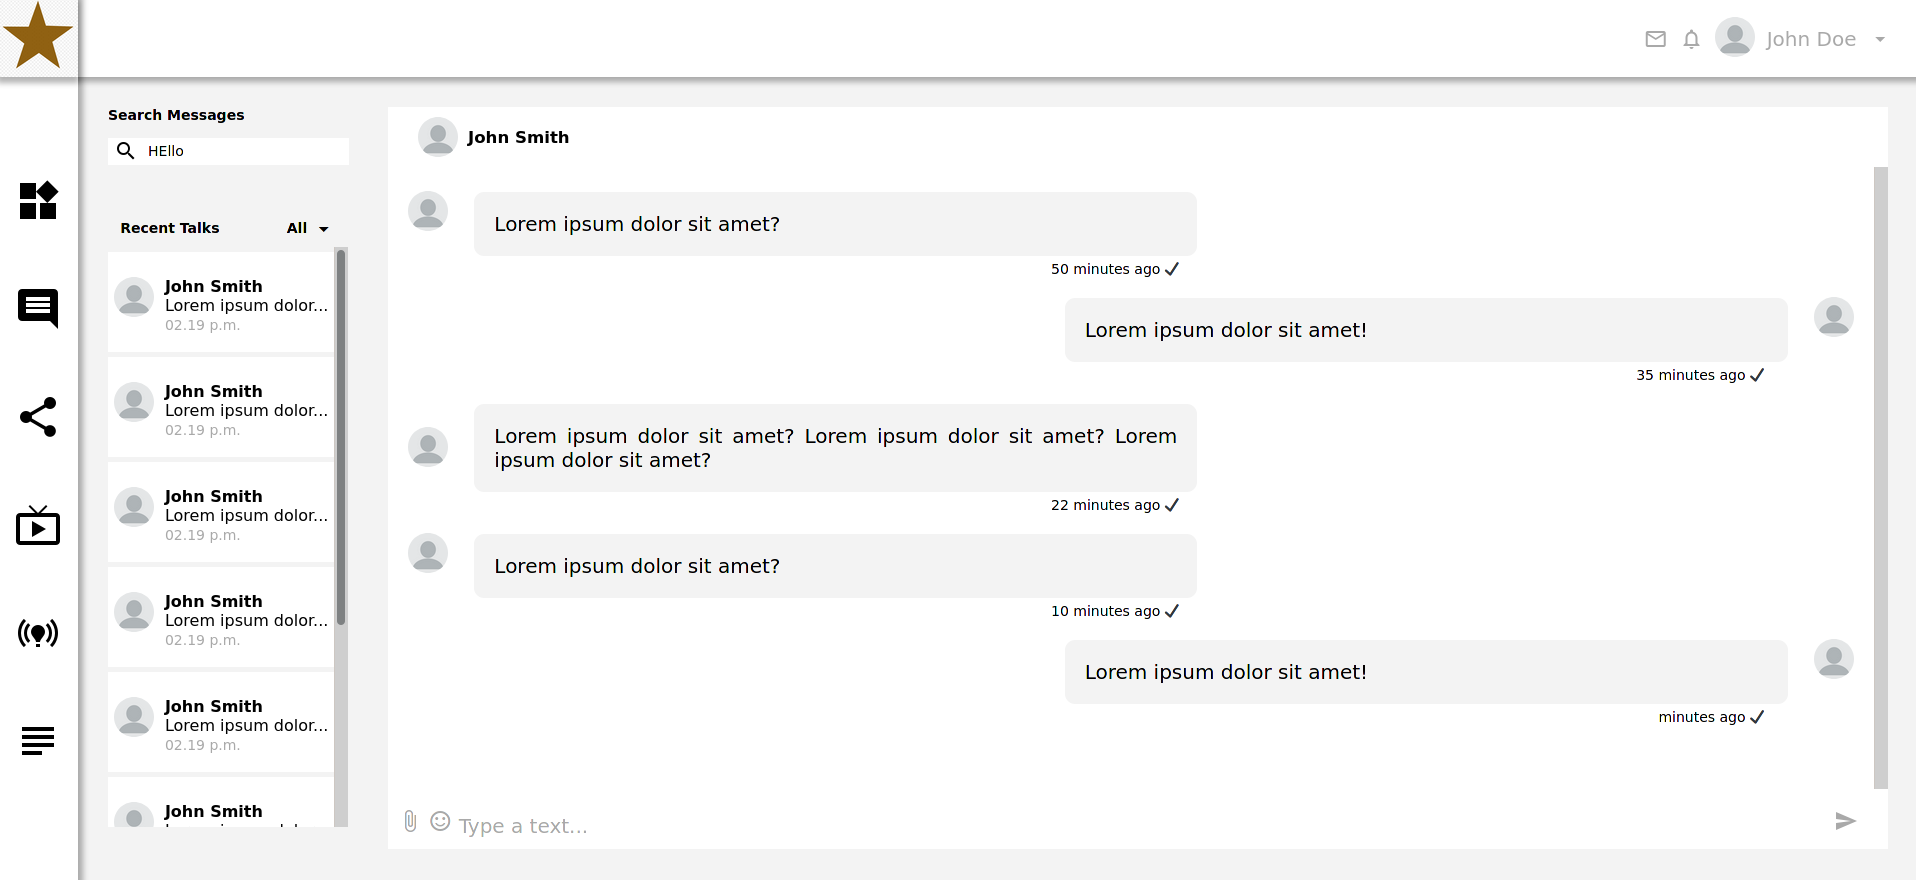 John Doe
Search Messages
HEllo
Recent Talks All
John Smith
Lorem ipsum dolor...
02.19 p.m.
John Smith
Lorem ipsum dolor...
02.19 p.m.
John Smith
Lorem ipsum dolor...
02.19 p.m.
John Smith
Lorem ipsum dolor...
02.19 p.m.
John Smith
Lorem ipsum dolor...
02.19 p.m.
John Smith
John Smith
Lorem ipsum dolor sit amet?
50 minutes ago
Lorem ipsum dolor sit amet!
35 minutes ago
Lorem ipsum dolor sit amet? Lorem ipsum dolor sit amet? Lorem
ipsum dolor sit amet?
22 minutes ago
Lorem ipsum dolor sit amet?
10 minutes ago
Lorem ipsum dolor sit amet!
minutes ago
Type a text...